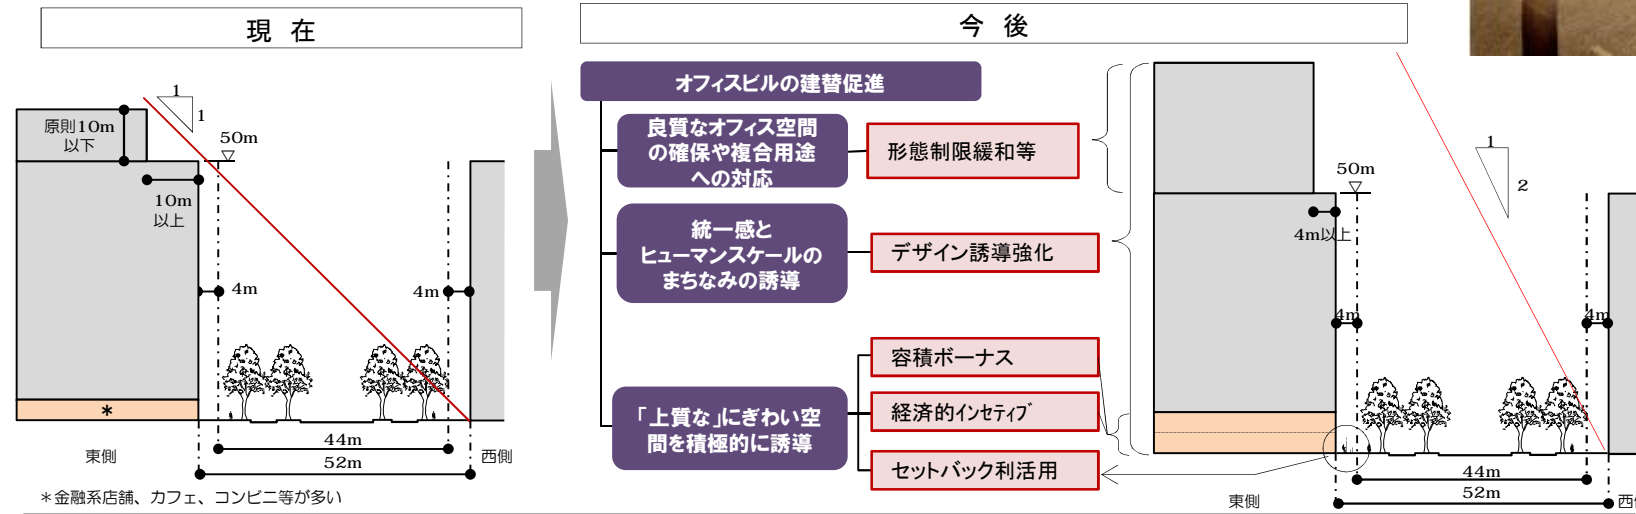 現 在
1
1
原則10m
以下
50m
10m
以上
4m
4m
*
44m
52m
東側
西側
*金融系店舗、カフェ、コンビニ等が多い
今 後
オフィスビルの建替促進
良質なオフィス空間
の確保や複合用途
への対応
形態制限緩和等
統一感と
ヒューマンスケールの
まちなみの誘導
デザイン誘導強化
「上質な」にぎわい空
間を積極的に誘導
容積ボーナス
経済的インセティブ
セットバック利活用
1
2
50m
4m以上
4m
4m
44m
52m
東側
西側